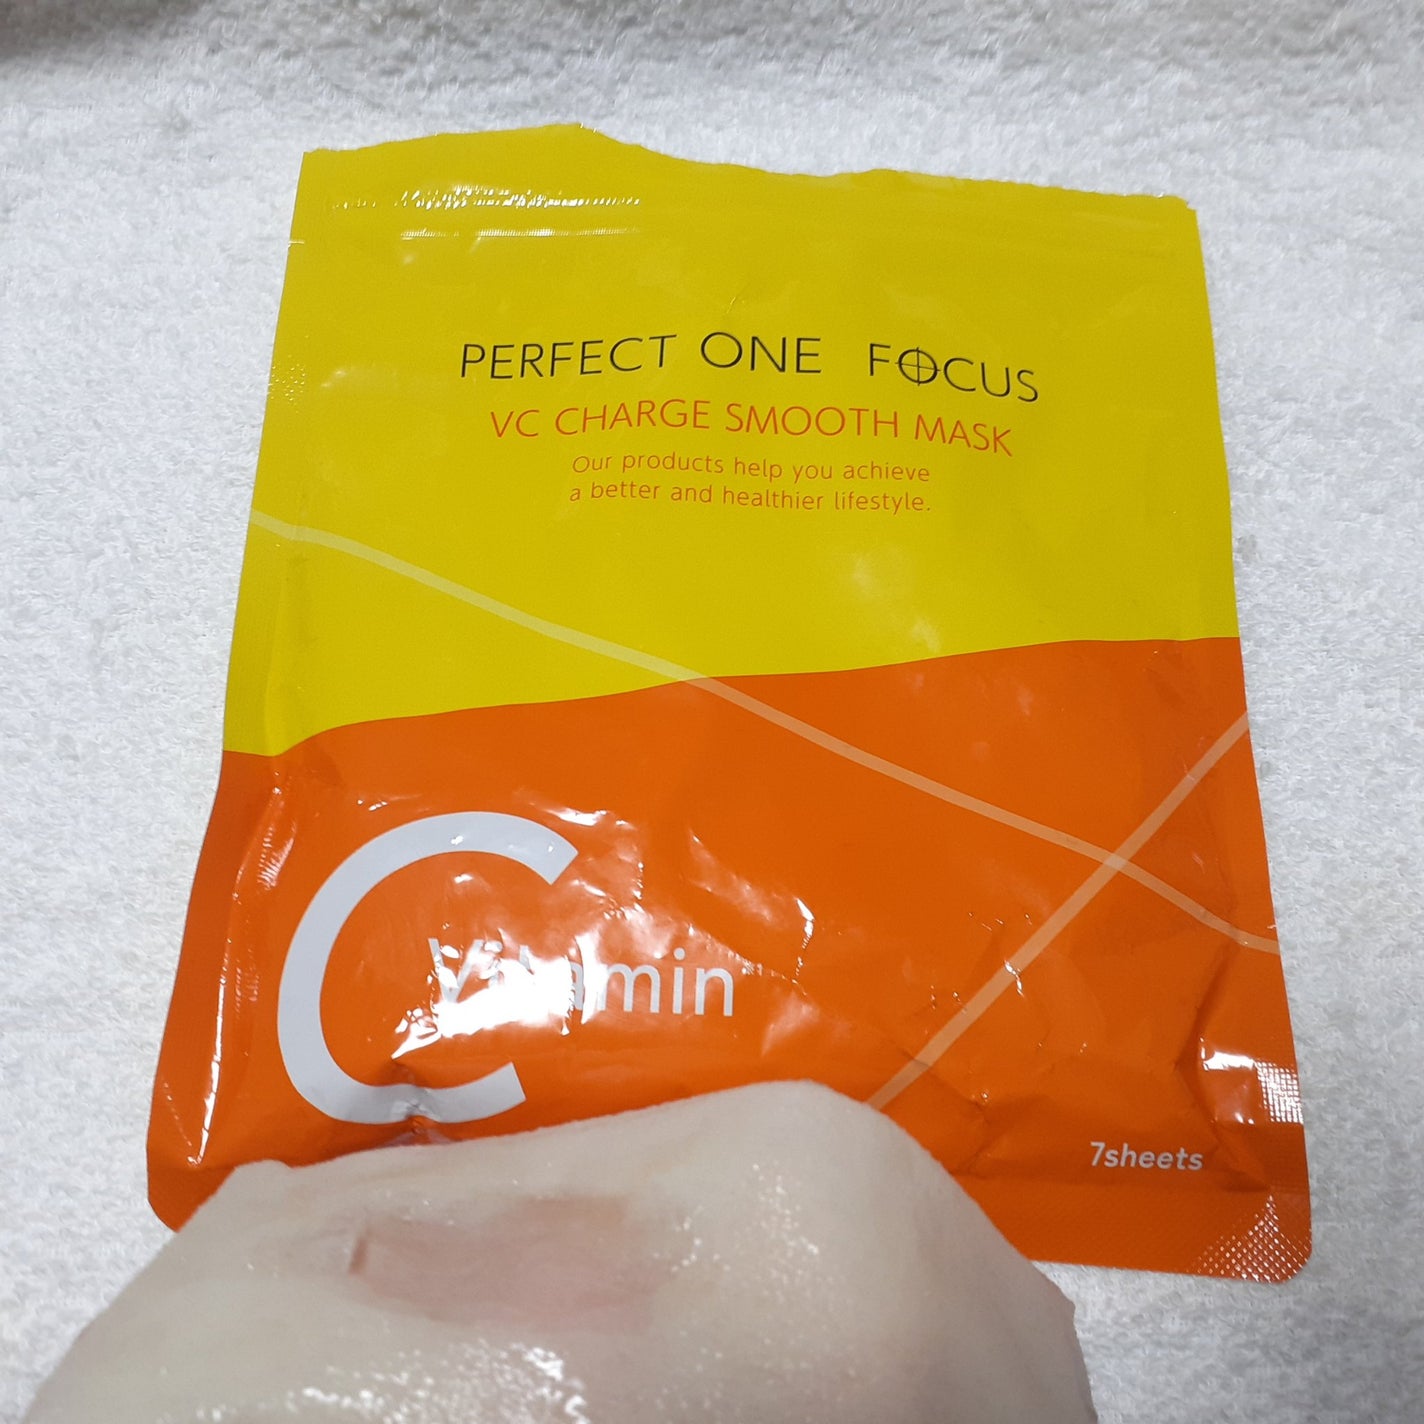 PERFECT ONE FOCUS
VC CHARGE SMOOTH MASK
Our products help you achieve
a better and healthier lifestyle.
C
Vitamin
7sheets